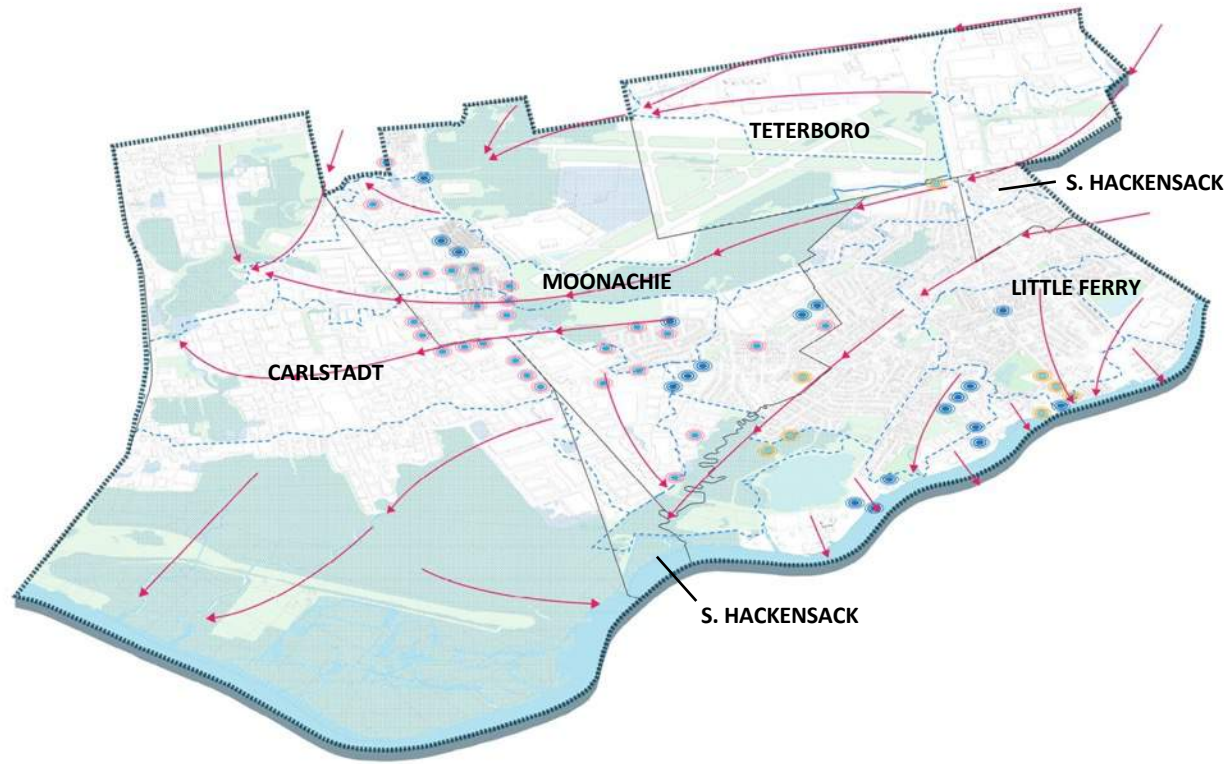 TETERBORO
S. HACKENSACK
MOONACHIE
LITTLE FERRY
CARLSTADT
S. HACKENSACK